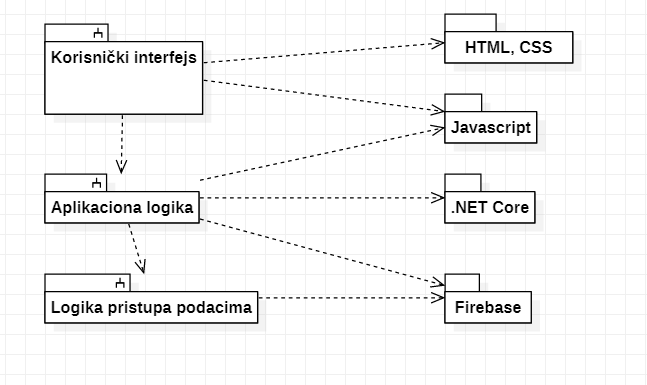 Korisnički interfejs
HTML, CSS
Javascript
Aplikaciona logika
.NET Core
Logika pristupa podacima
Firebase